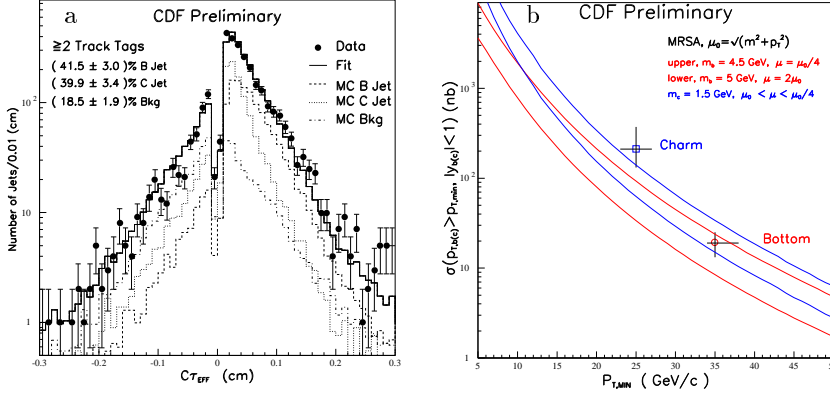 a
CDF Preliminary
≧2 Track Tags
( 41.5 ± 3.0 )% B Jet
( 39.9 ± 3.4 )% C Jet
( 18.5 ± 1.9 )% Bkg
Data
Fit
MC B Jet
MC C Jet
MC Bkg
Number of Jets/0.01 (cm)
10²
10
1
-0.3 -0.2 -0.1 0 0.1 0.2 0.3
Cτ_EFF (cm)
b
CDF Preliminary
MRSA, μ₀=√(m²+p_T²)
upper, m_b = 4.5 GeV, μ = μ₀/4
lower, m_b = 5 GeV, μ = 2μ₀
m_c = 1.5 GeV, μ₀ < μ < μ₀/4
Charm
Bottom
σ(p_T,b(c)>p_T,min, |y_b(c)|<1) (nb)
10³
10²
10
1
5 10 15 20 25 30 35 40 45 50
P_T,MIN ( GeV/c )